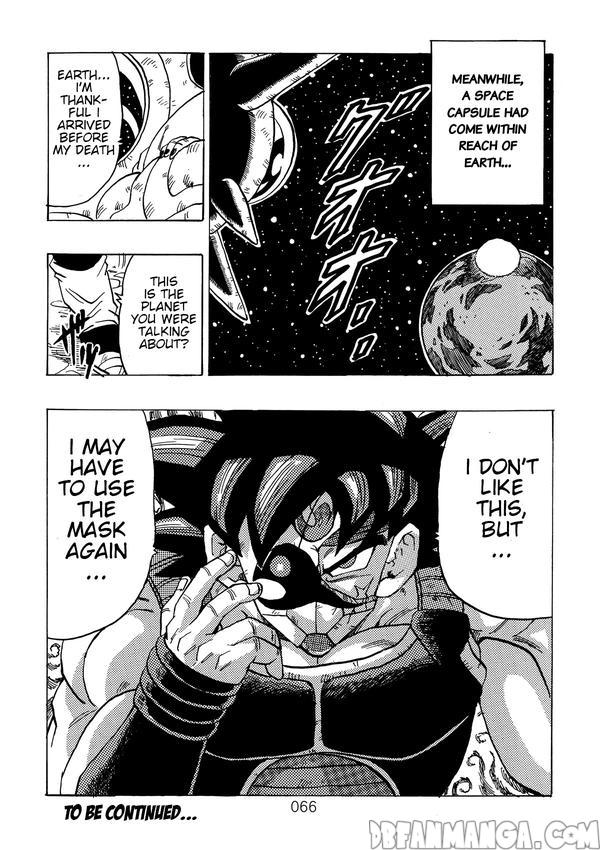 MEANWHILE,
A SPACE
CAPSULE HAD
COME WITHIN
REACH OF
EARTH...
グオオオ
EARTH...
I'M
THANK-
FUL I
ARRIVED
BEFORE
MY DEATH
...
THIS
IS THE
PLANET
YOU WERE
TALKING
ABOUT?
I DON'T
LIKE
THIS,
BUT
...
I MAY
HAVE
TO USE
THE
MASK
AGAIN
...
TO BE CONTINUED...
066
DBFANMANGA.COM